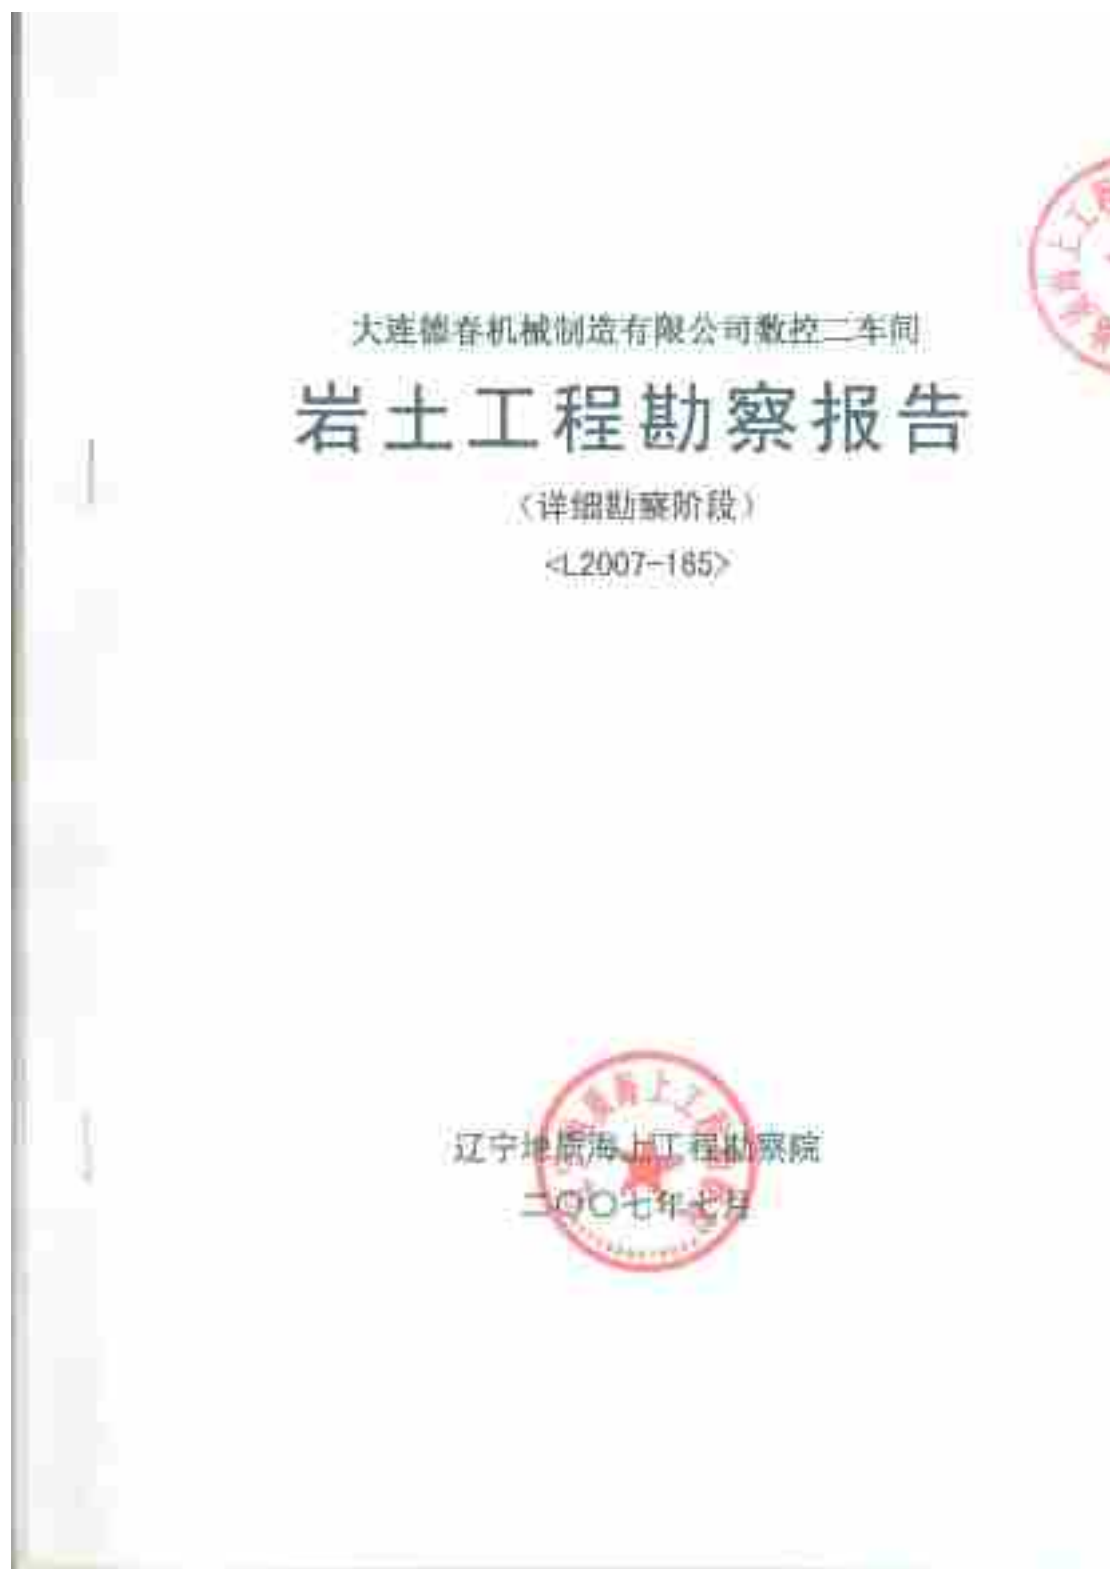 大连德春机械制造有限公司数控二车间
岩土工程勘察报告
（详细勘察阶段）
<L2007-165>
辽宁地质海上工程勘察院
二〇〇七年七月